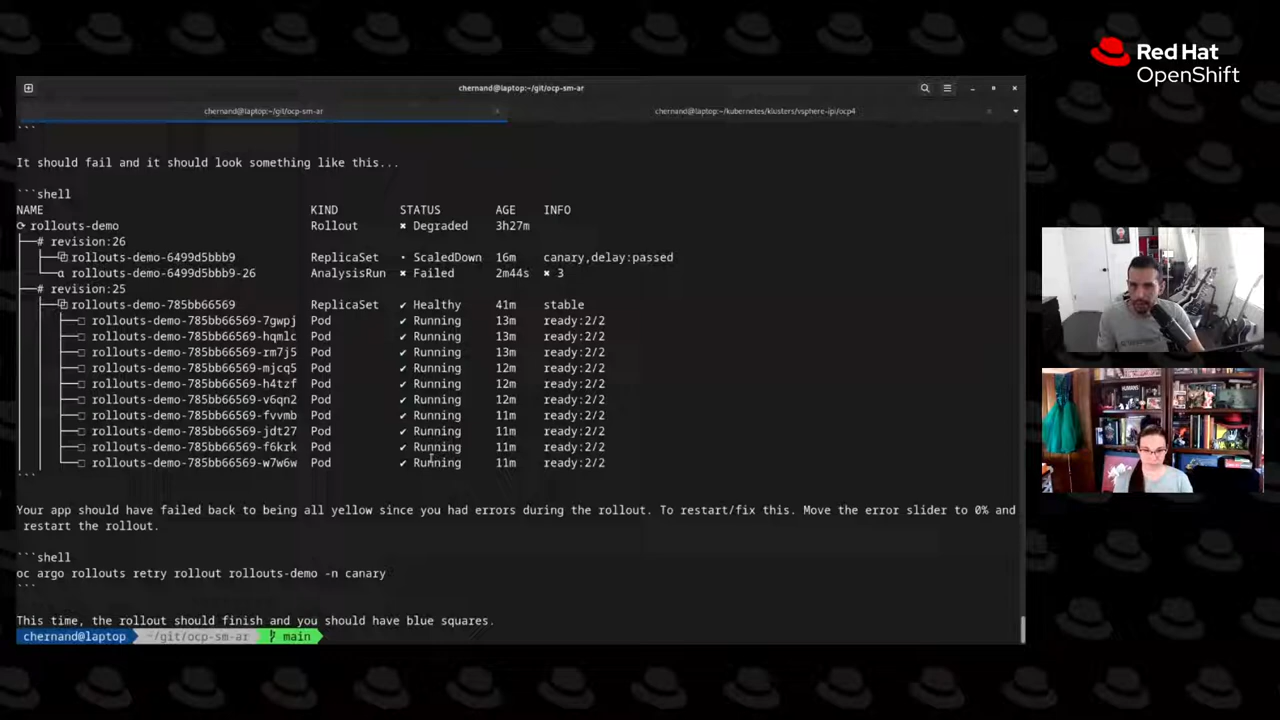 Red Hat
OpenShift
chernand@laptop:~/git/ocp-sm-ar
chernand@laptop:~/git/ocp-sm-ar
chernand@laptop:~/kubernetes/klusters/vsphere-ipi/ocp4
```
It should fail and it should look something like this...
```shell
NAME KIND STATUS AGE INFO
⟳ rollouts-demo Rollout ✖ Degraded 3h27m
├──# revision:26
│ ├──⧉ rollouts-demo-6499d5bbb9 ReplicaSet • ScaledDown 16m canary,delay:passed
│ └──α rollouts-demo-6499d5bbb9-26 AnalysisRun ✖ Failed 2m44s ✖ 3
├──# revision:25
│ ├──⧉ rollouts-demo-785bb66569 ReplicaSet ✔ Healthy 41m stable
│ │ ├──□ rollouts-demo-785bb66569-7gwpj Pod ✔ Running 13m ready:2/2
│ │ ├──□ rollouts-demo-785bb66569-hqmlc Pod ✔ Running 13m ready:2/2
│ │ ├──□ rollouts-demo-785bb66569-rm7j5 Pod ✔ Running 13m ready:2/2
│ │ ├──□ rollouts-demo-785bb66569-mjcq5 Pod ✔ Running 12m ready:2/2
│ │ ├──□ rollouts-demo-785bb66569-h4tzf Pod ✔ Running 12m ready:2/2
│ │ ├──□ rollouts-demo-785bb66569-v6qn2 Pod ✔ Running 12m ready:2/2
│ │ ├──□ rollouts-demo-785bb66569-fvvmb Pod ✔ Running 11m ready:2/2
│ │ ├──□ rollouts-demo-785bb66569-jdt27 Pod ✔ Running 11m ready:2/2
│ │ ├──□ rollouts-demo-785bb66569-f6krk Pod ✔ Running 11m ready:2/2
│ │ └──□ rollouts-demo-785bb66569-w7w6w Pod ✔ Running 11m ready:2/2
```
Your app should have failed back to being all yellow since you had errors during the rollout. To restart/fix this. Move the error slider to 0% and
restart the rollout.
```shell
oc argo rollouts retry rollout rollouts-demo -n canary
```
This time, the rollout should finish and you should have blue squares.
chernand@laptop ~/git/ocp-sm-ar main